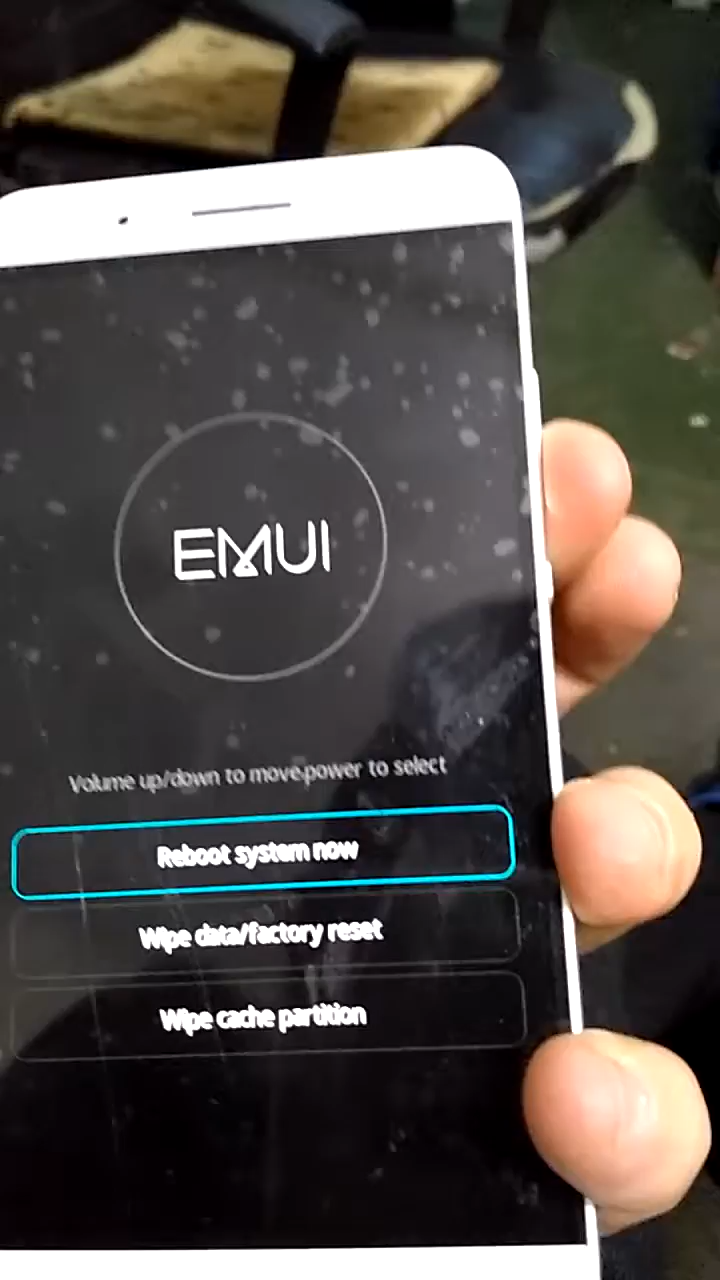 EMUI
Volume up/down to move.power to select
Reboot system now
Wipe data/factory reset
Wipe cache partition